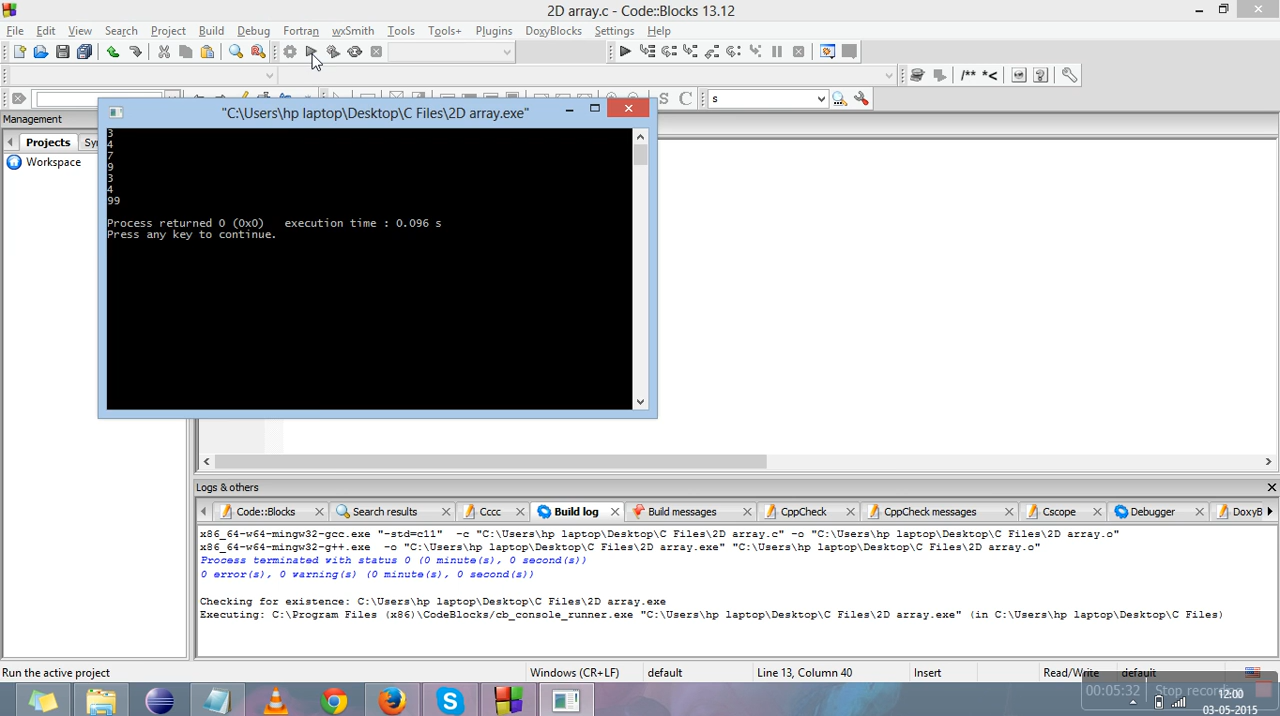 2D array.c - Code::Blocks 13.12
File Edit View Search Project Build Debug Fortran wxSmith Tools Tools+ Plugins DoxyBlocks Settings Help
/** *<
s
S C
Management
Projects Sy
Workspace
"C:\Users\hp laptop\Desktop\C Files\2D array.exe"
3
4
7
9
3
4
99
Process returned 0 (0x0) execution time : 0.096 s
Press any key to continue.
Logs & others
Code::Blocks Search results Cccc Build log Build messages CppCheck CppCheck messages Cscope Debugger DoxyB
x86_64-w64-mingw32-gcc.exe "-std=c11" -c "C:\Users\hp laptop\Desktop\C Files\2D array.c" -o "C:\Users\hp laptop\Desktop\C Files\2D array.o"
x86_64-w64-mingw32-g++.exe -o "C:\Users\hp laptop\Desktop\C Files\2D array.exe" "C:\Users\hp laptop\Desktop\C Files\2D array.o"
Process terminated with status 0 (0 minute(s), 0 second(s))
0 error(s), 0 warning(s) (0 minute(s), 0 second(s))
Checking for existence: C:\Users\hp laptop\Desktop\C Files\2D array.exe
Executing: C:\Program Files (x86)\CodeBlocks/cb_console_runner.exe "C:\Users\hp laptop\Desktop\C Files\2D array.exe" (in C:\Users\hp laptop\Desktop\C Files)
Run the active project Windows (CR+LF) default Line 13, Column 40 Insert Read/Write default
00:05:32 Stop
12:00
03-05-2015